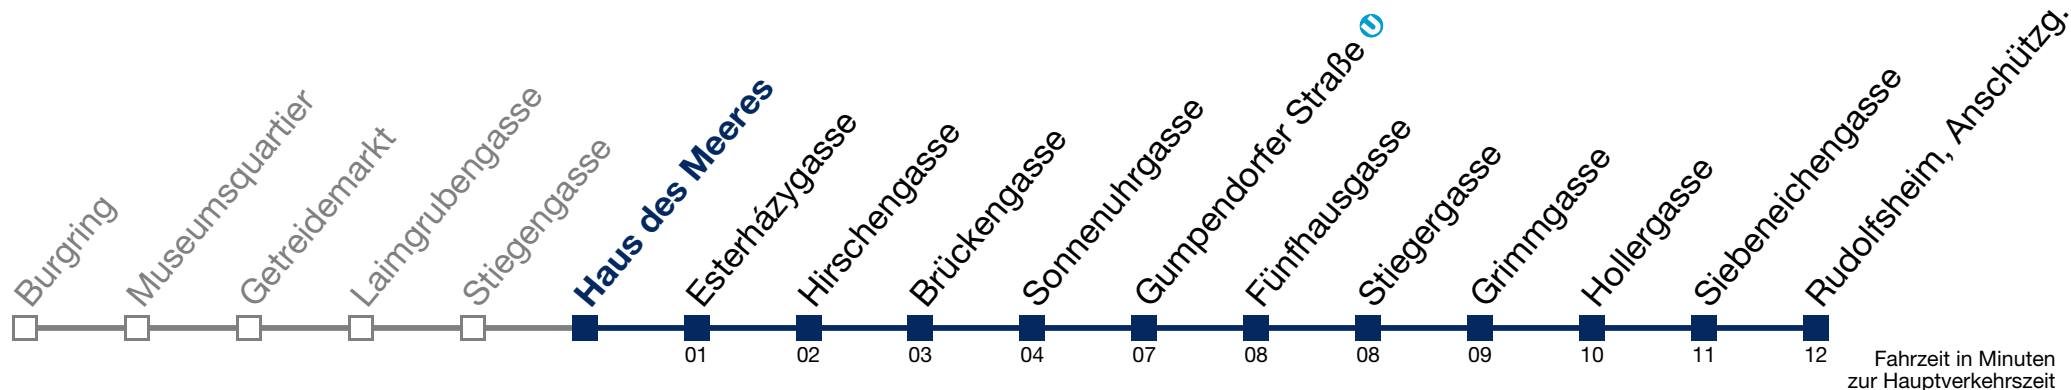 Burgring
Museumsquartier
Getreidemarkt
Laimgrubengasse
Stiegengasse
Haus des Meeres
Esterházygasse
Hirschengasse
Brückengasse
Sonnenuhrgasse
Gumpendorfer Straße U
Fünfhausgasse
Stiegergasse
Grimmgasse
Hollergasse
Siebeneichengasse
Rudolfsheim, Anschützg.
01 02 03 04 07 08 08 09 10 11 12
Fahrzeit in Minuten
zur Hauptverkehrszeit